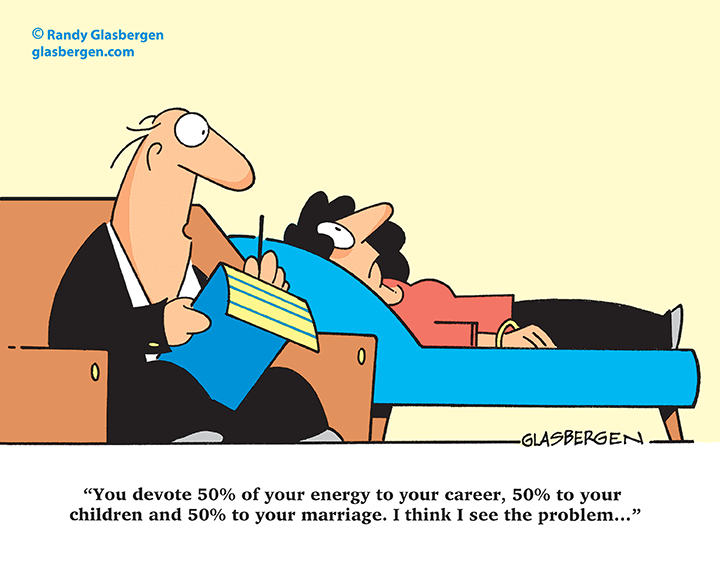 © Randy Glasbergen
glasbergen.com
GLASBERGEN
“You devote 50% of your energy to your career, 50% to your
children and 50% to your marriage. I think I see the problem...”